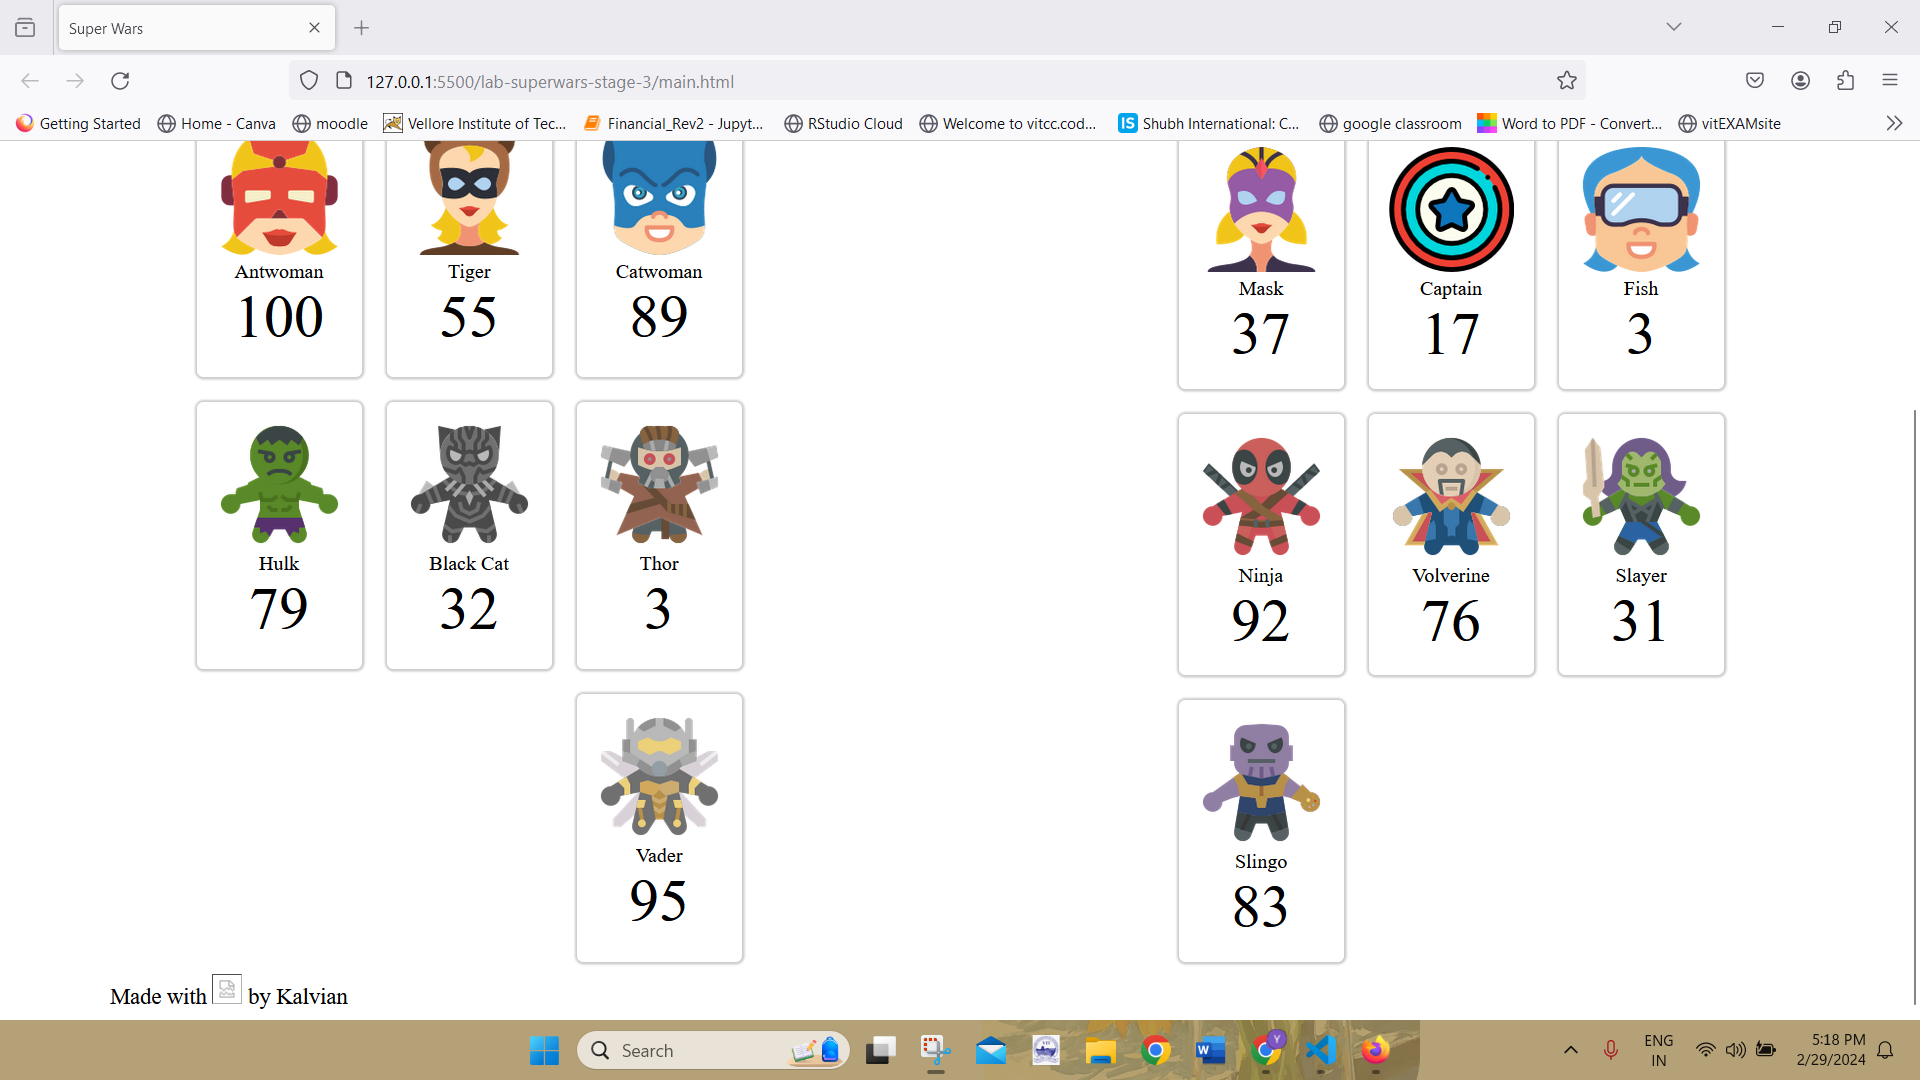 Super Wars
127.0.0.1:5500/lab-superwars-stage-3/main.html
Getting Started Home - Canva moodle Vellore Institute of Tec... Financial_Rev2 - Jupyt... RStudio Cloud Welcome to vitcc.cod... IS Shubh International: C... google classroom Word to PDF - Convert... vitEXAMsite
Antwoman Tiger Catwoman
100 55 89
Mask Captain Fish
37 17 3
Hulk Black Cat Thor
79 32 3
Ninja Volverine Slayer
92 76 31
Vader
95
Slingo
83
Made with by Kalvian
Search
Y
W
ENG
IN
5:18 PM
2/29/2024